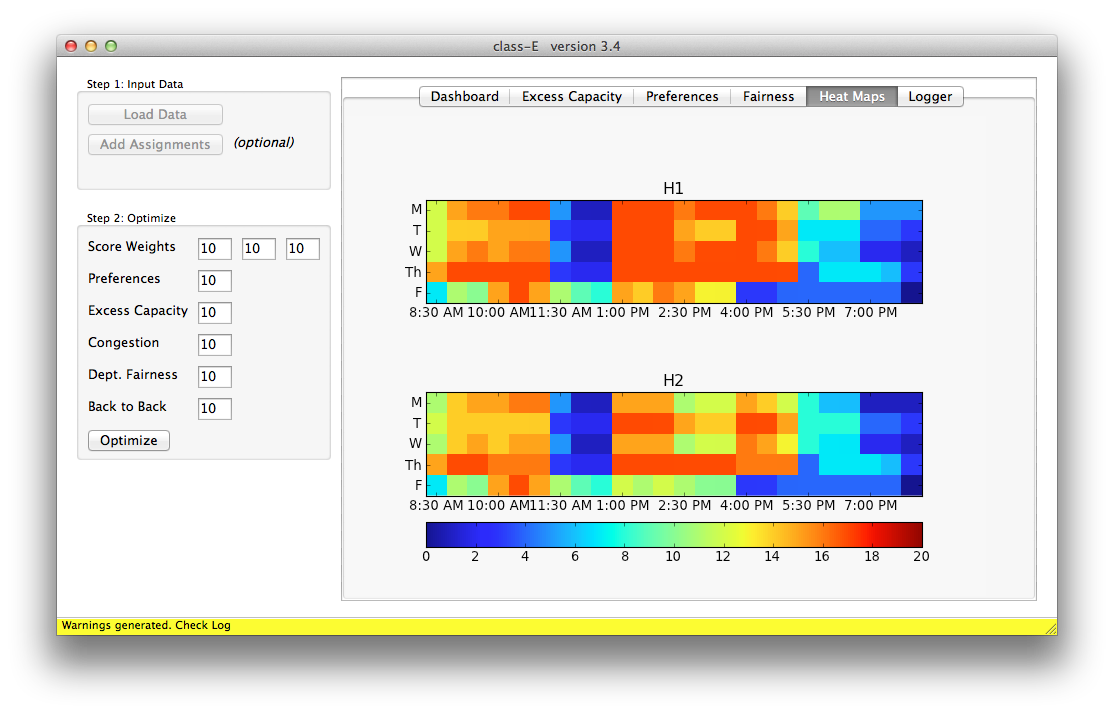 class-E version 3.4
Step 1: Input Data
Load Data
Add Assignments (optional)
Step 2: Optimize
Score Weights 10 10 10
Preferences 10
Excess Capacity 10
Congestion 10
Dept. Fairness 10
Back to Back 10
Optimize
Dashboard Excess Capacity Preferences Fairness Heat Maps Logger
H1
M
T
W
Th
F
8:30 AM 10:00 AM 11:30 AM 1:00 PM 2:30 PM 4:00 PM 5:30 PM 7:00 PM
H2
M
T
W
Th
F
8:30 AM 10:00 AM 11:30 AM 1:00 PM 2:30 PM 4:00 PM 5:30 PM 7:00 PM
0 2 4 6 8 10 12 14 16 18 20
Warnings generated. Check Log